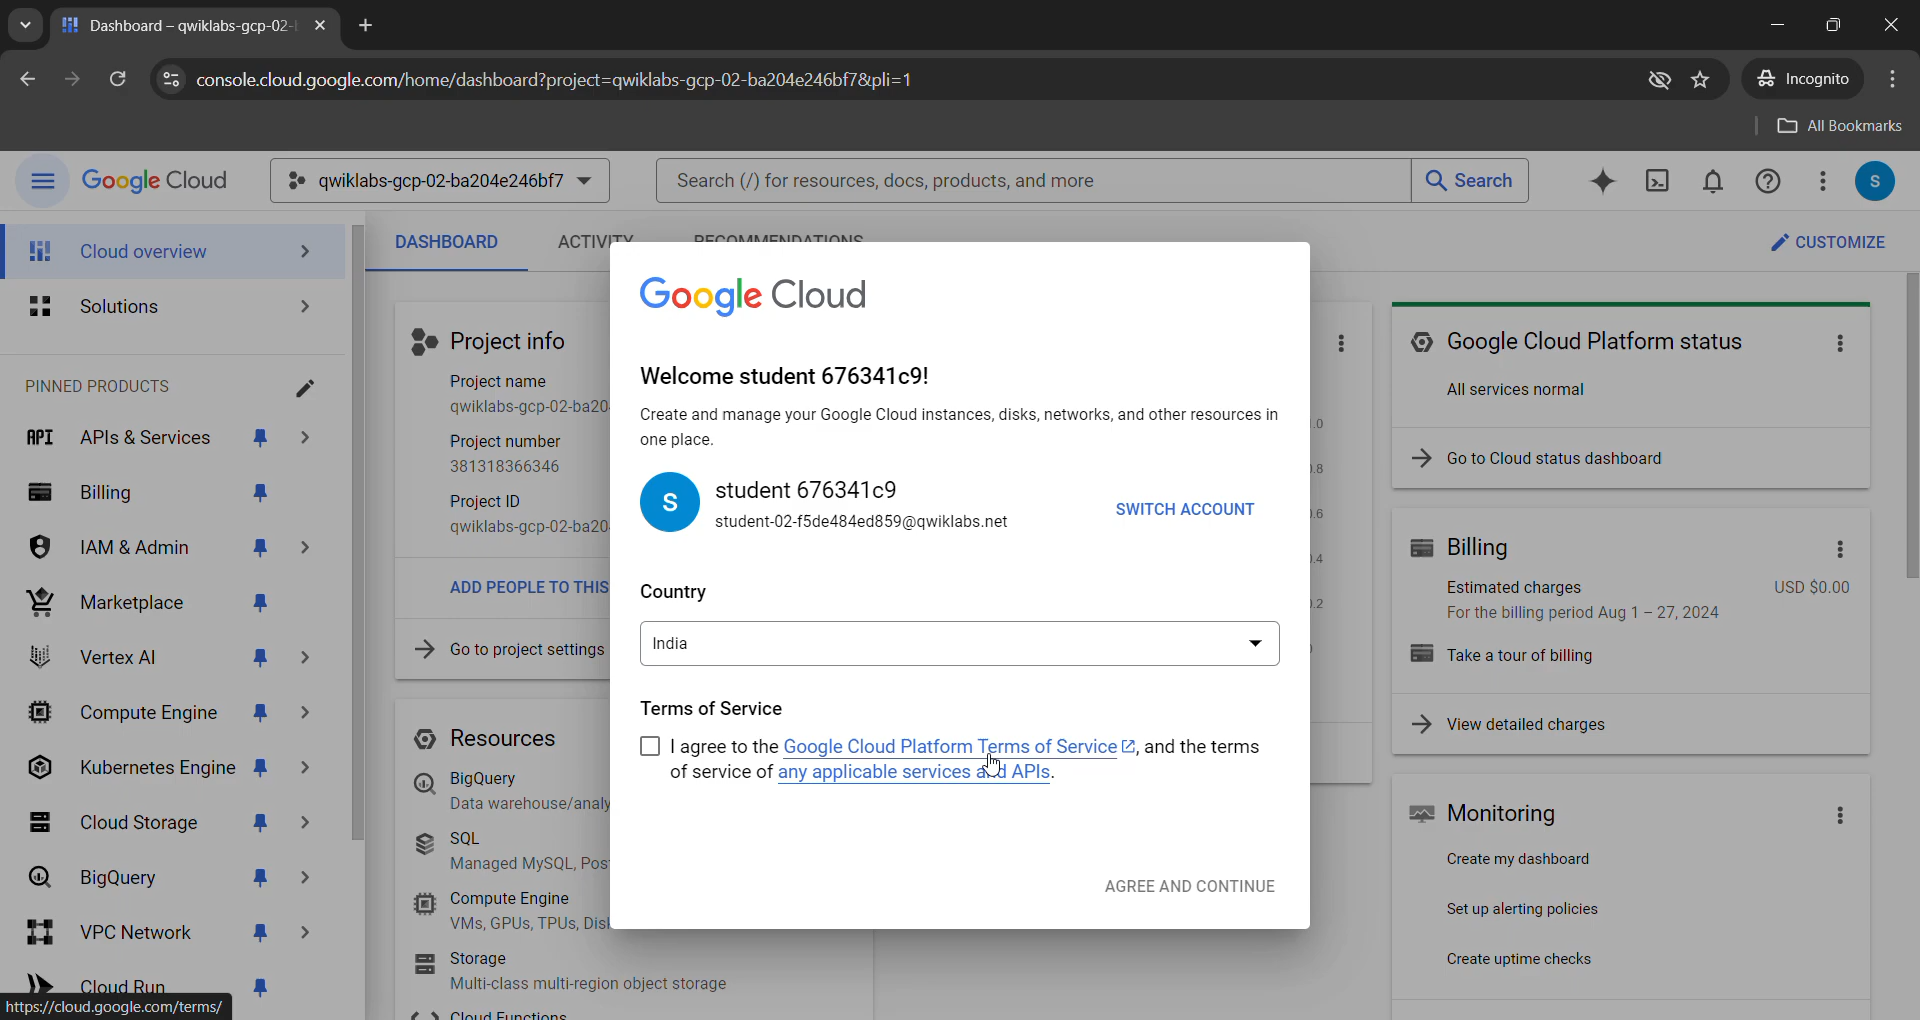 Dashboard – qwiklabs-gcp-02-
console.cloud.google.com/home/dashboard?project=qwiklabs-gcp-02-ba204e246bf7&pli=1
Incognito
All Bookmarks
Google Cloud
qwiklabs-gcp-02-ba204e246bf7
Search (/) for resources, docs, products, and more
Search
S
Cloud overview
Solutions
PINNED PRODUCTS
API APIs & Services
Billing
IAM & Admin
Marketplace
Vertex AI
Compute Engine
Kubernetes Engine
Cloud Storage
BigQuery
VPC Network
Cloud Run
https://cloud.google.com/terms/
DASHBOARD
ACTIVITY
RECOMMENDATIONS
CUSTOMIZE
Project info
Project name
qwiklabs-gcp-02-ba20
Project number
381318366346
Project ID
qwiklabs-gcp-02-ba20
ADD PEOPLE TO THIS
Go to project settings
Resources
BigQuery
Data warehouse/analy
SQL
Managed MySQL, Pos
Compute Engine
VMs, GPUs, TPUs, Dis
Storage
Multi-class multi-region object storage
Cloud Functions
Google Cloud
Welcome student 676341c9!
Create and manage your Google Cloud instances, disks, networks, and other resources in
one place.
S
student 676341c9
student-02-f5de484ed859@qwiklabs.net
SWITCH ACCOUNT
Country
India
Terms of Service
I agree to the Google Cloud Platform Terms of Service, and the terms
of service of any applicable services and APIs.
AGREE AND CONTINUE
.0
.8
.6
.4
.2
Google Cloud Platform status
All services normal
Go to Cloud status dashboard
Billing
Estimated charges USD $0.00
For the billing period Aug 1 – 27, 2024
Take a tour of billing
View detailed charges
Monitoring
Create my dashboard
Set up alerting policies
Create uptime checks